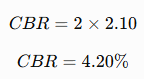 CBR = 2 × 2.10
CBR = 4.20%